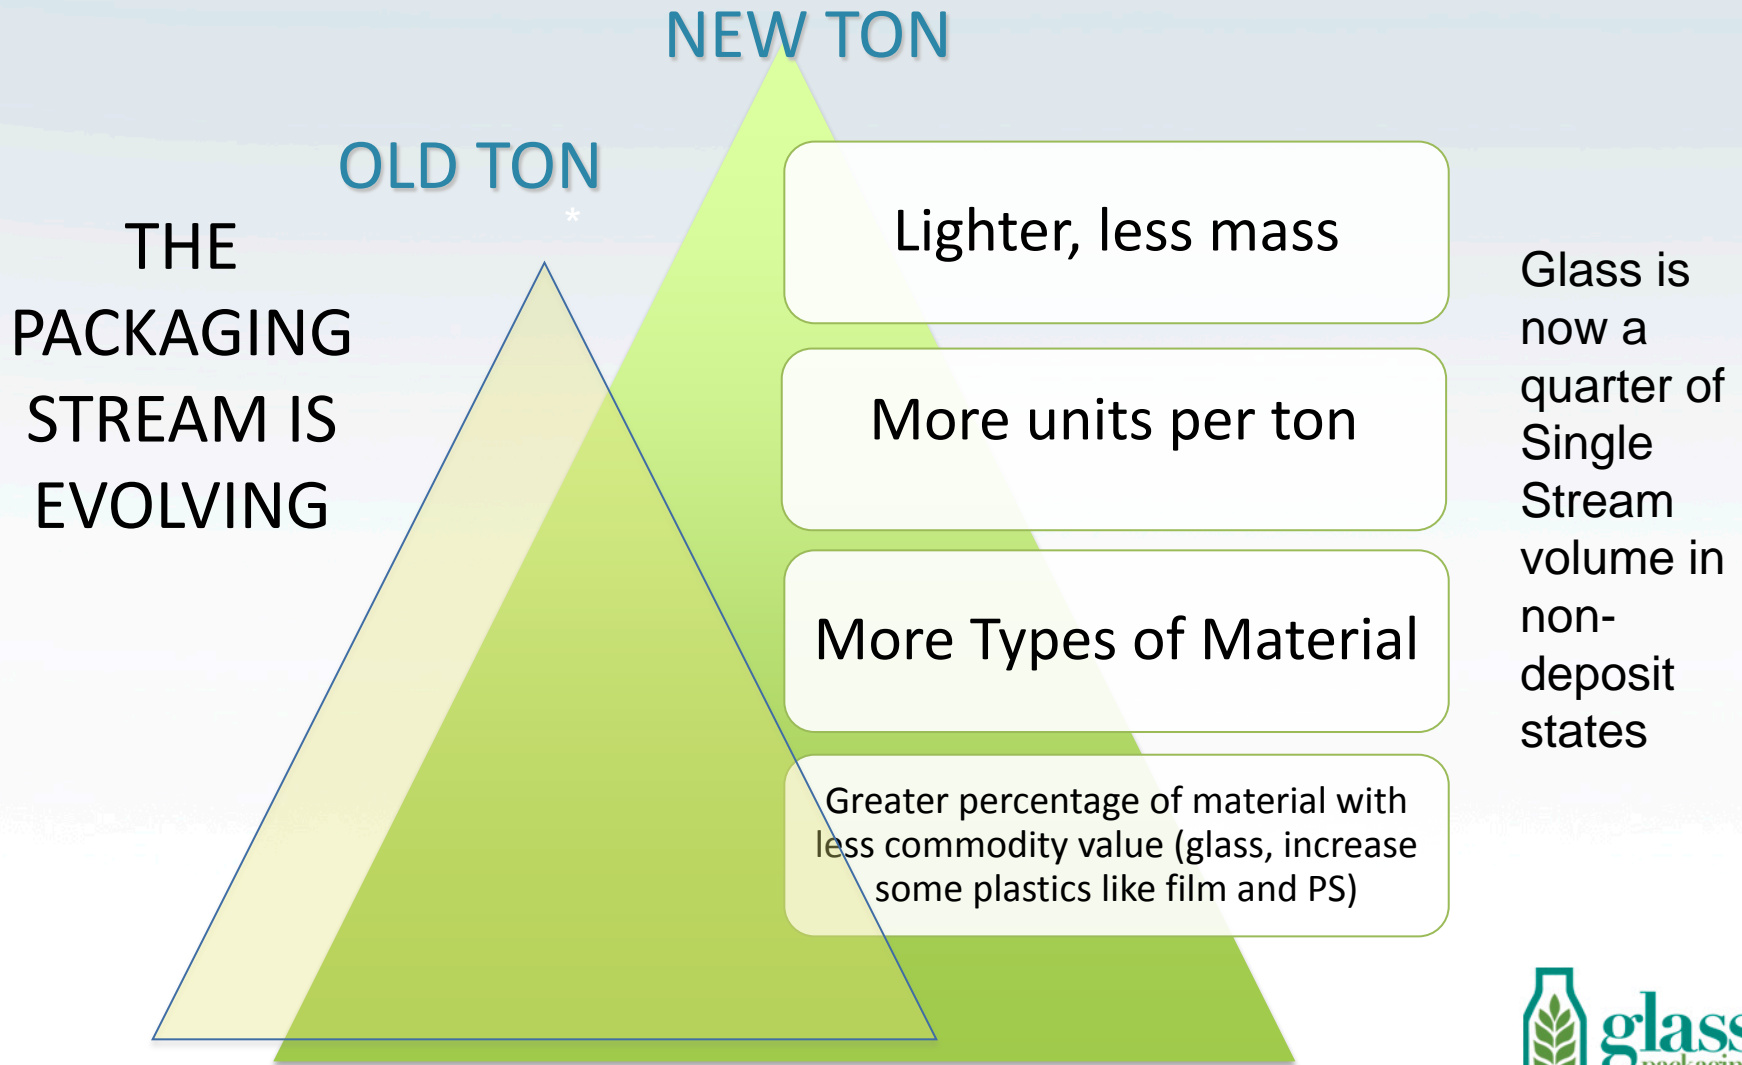 NEW TON
OLD TON
*
THE
PACKAGING
STREAM IS
EVOLVING
Lighter, less mass
More units per ton
More Types of Material
Greater percentage of material with
less commodity value (glass, increase
some plastics like film and PS)
Glass is
now a
quarter of
Single
Stream
volume in
non-
deposit
states
glass
packaging